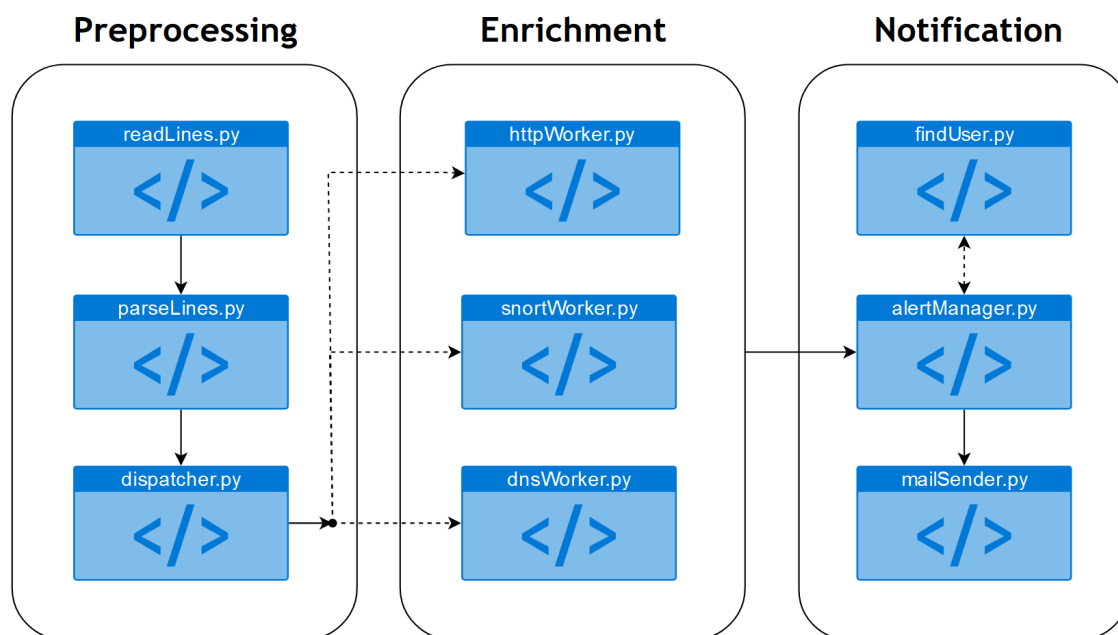 Preprocessing
readLines.py
</>
parseLines.py
</>
dispatcher.py
</>
Enrichment
httpWorker.py
</>
snortWorker.py
</>
dnsWorker.py
</>
Notification
findUser.py
</>
alertManager.py
</>
mailSender.py
</>